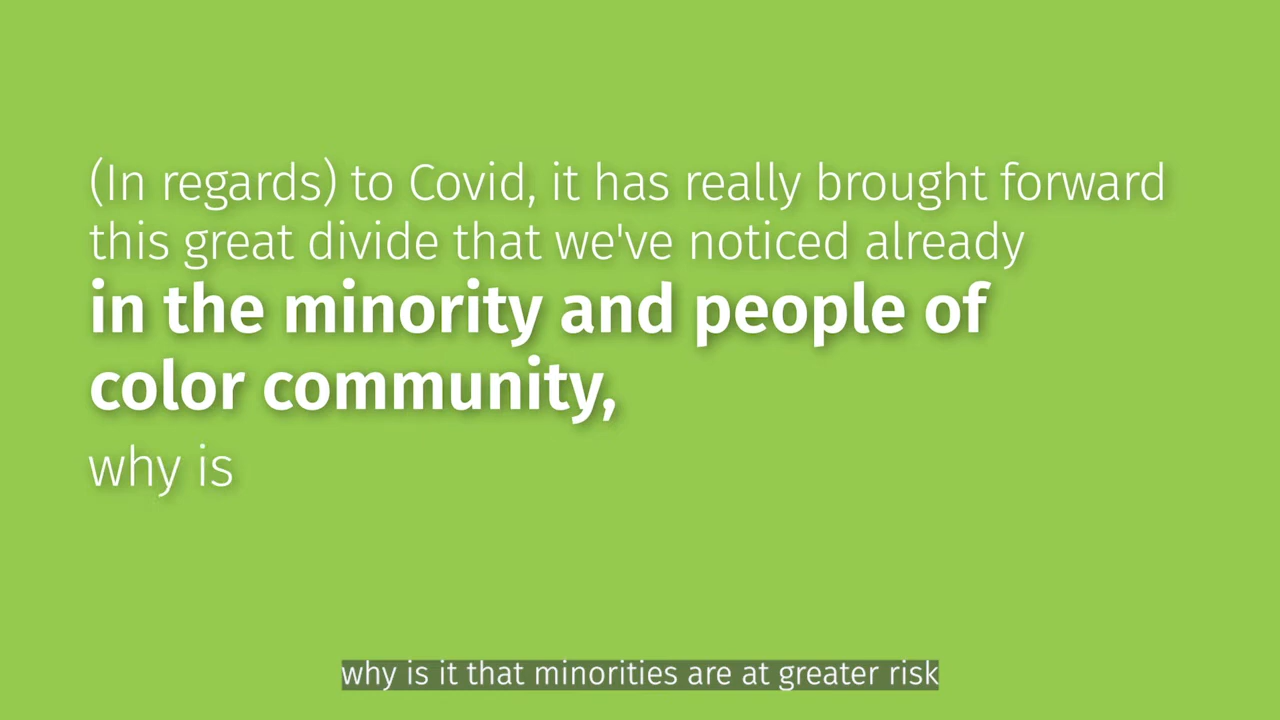 (In regards) to Covid, it has really brought forward
this great divide that we've noticed already
in the minority and people of
color community,
why is
why is it that minorities are at greater risk